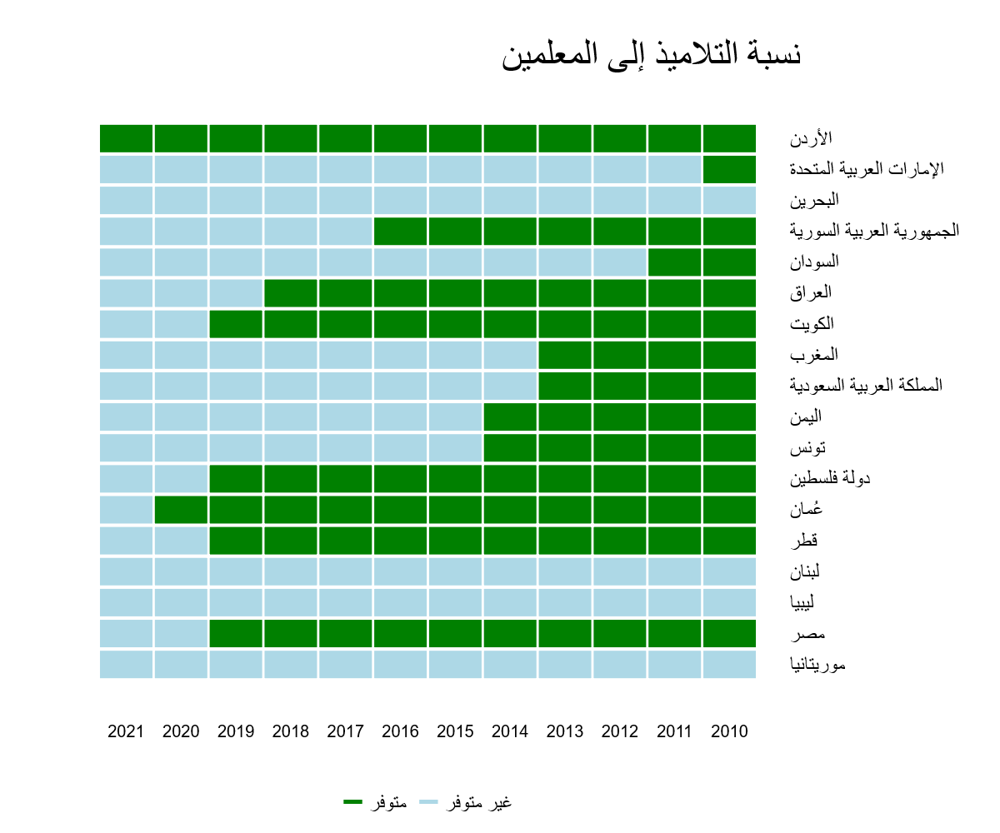 نسبة التلاميذ إلى المعلمين
الأردن
الإمارات العربية المتحدة
البحرين
الجمهورية العربية السورية
السودان
العراق
الكويت
المغرب
المملكة العربية السعودية
اليمن
تونس
دولة فلسطين
عُمان
قطر
لبنان
ليبيا
مصر
موريتانيا
2021 2020 2019 2018 2017 2016 2015 2014 2013 2012 2011 2010
غير متوفر متوفر